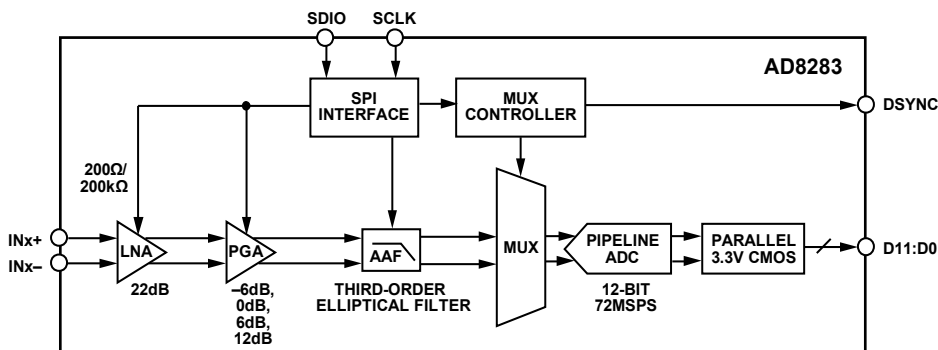 SDIO SCLK
AD8283
SPI
INTERFACE
MUX
CONTROLLER
DSYNC
200Ω/
200kΩ
INx+
INx–
LNA
PGA
AAF
MUX
PIPELINE
ADC
PARALLEL
3.3V CMOS
D11:D0
22dB
–6dB,
0dB,
6dB,
12dB
THIRD-ORDER
ELLIPTICAL FILTER
12-BIT
72MSPS